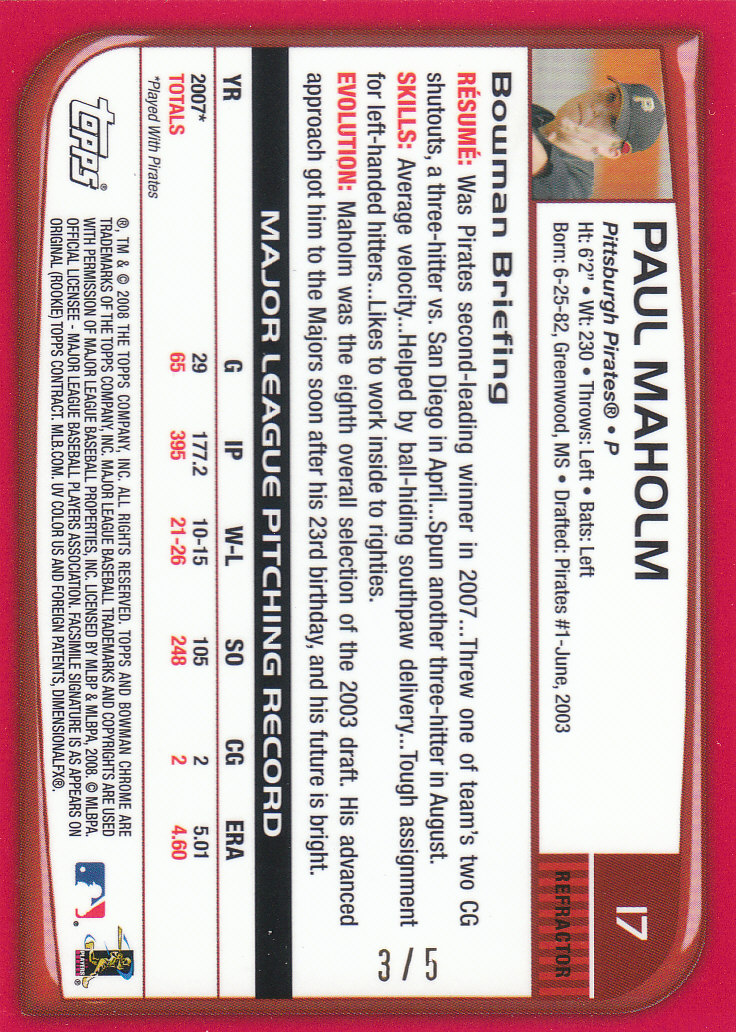 PAUL MAHOLM
17
Pittsburgh Pirates® • P
Ht: 6'2" • Wt: 230 • Throws: Left • Bats: Left
Born: 6-25-82, Greenwood, MS • Drafted: Pirates #1-June, 2003
REFRACTOR
P
Bowman Briefing
RÉSUMÉ: Was Pirates second-leading winner in 2007...Threw one of team's two CG
shutouts, a three-hitter vs. San Diego in April...Spun another three-hitter in August.
SKILLS: Average velocity...Helped by ball-hiding southpaw delivery...Tough assignment
for left-handed hitters...Likes to work inside to righties.
EVOLUTION: Maholm was the eighth overall selection of the 2003 draft. His advanced
approach got him to the Majors soon after his 23rd birthday, and his future is bright.
3/5
MAJOR LEAGUE PITCHING RECORD
YR G IP W-L SO CG ERA
2007* 29 177.2 10-15 105 2 5.01
TOTALS 65 395 21-26 248 2 4.60
*Played With Pirates
topps®
®, TM & © 2008 THE TOPPS COMPANY, INC. ALL RIGHTS RESERVED. TOPPS AND BOWMAN CHROME ARE
TRADEMARKS OF THE TOPPS COMPANY, INC. MAJOR LEAGUE BASEBALL TRADEMARKS AND COPYRIGHTS ARE USED
WITH PERMISSION OF MAJOR LEAGUE BASEBALL PROPERTIES, INC. LICENSED BY MLBP & MLBPA, 2008. © MLBPA
OFFICIAL LICENSEE - MAJOR LEAGUE BASEBALL PLAYERS ASSOCIATION. FACSIMILE SIGNATURE IS AS APPEARS ON
ORIGINAL (ROOKIE) TOPPS CONTRACT. MLB.COM. UV COLOR US AND FOREIGN PATENTS, DIMENSIONALFX®.